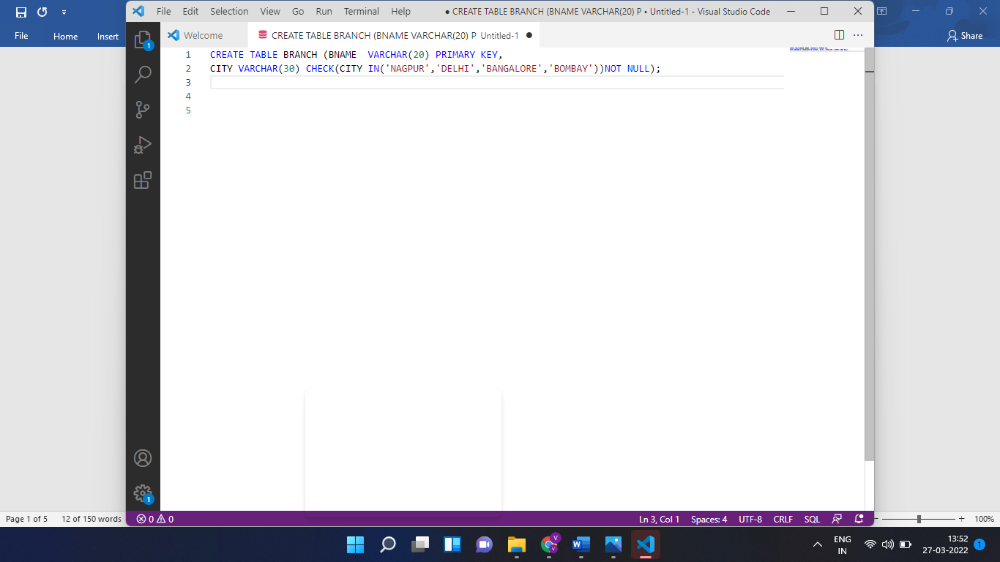 File Edit Selection View Go Run Terminal Help ● CREATE TABLE BRANCH (BNAME VARCHAR(20) P • Untitled-1 - Visual Studio Code
File Home Insert Share
1
Welcome CREATE TABLE BRANCH (BNAME VARCHAR(20) P Untitled-1
1 CREATE TABLE BRANCH (BNAME  VARCHAR(20) PRIMARY KEY,
2 CITY VARCHAR(30) CHECK(CITY IN('NAGPUR','DELHI','BANGALORE','BOMBAY'))NOT NULL);
3
4
5
1
Page 1 of 5 12 of 150 words 0 0 Ln 3, Col 1 Spaces: 4 UTF-8 CRLF SQL 100%
V
V
ENG
IN
13:52
27-03-2022
1